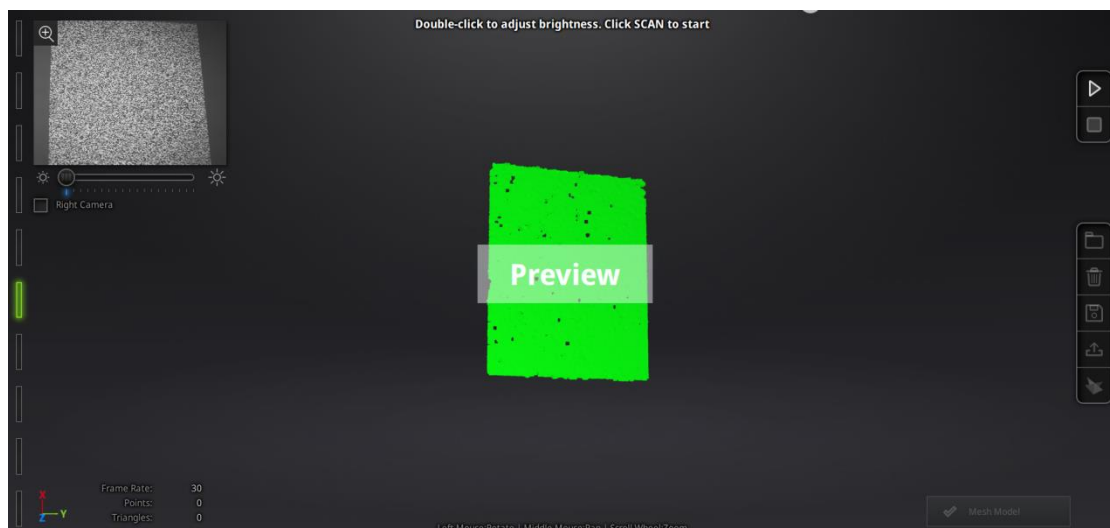 Double-click to adjust brightness. Click SCAN to start
Right Camera
Preview
X
Z Y
Frame Rate: 30
Points: 0
Triangles: 0
Mesh Model
Left Mouse:Rotate | Middle Mouse:Pan | Scroll Wheel:Zoom